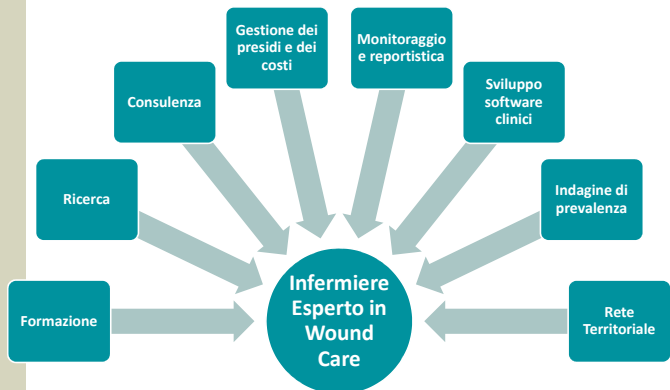 Gestione dei
presidi e dei
costi
Monitoraggio
e reportistica
Consulenza
Sviluppo
software
clinici
Ricerca
Indagine di
prevalenza
Formazione
Infermiere
Esperto in
Wound
Care
Rete
Territoriale